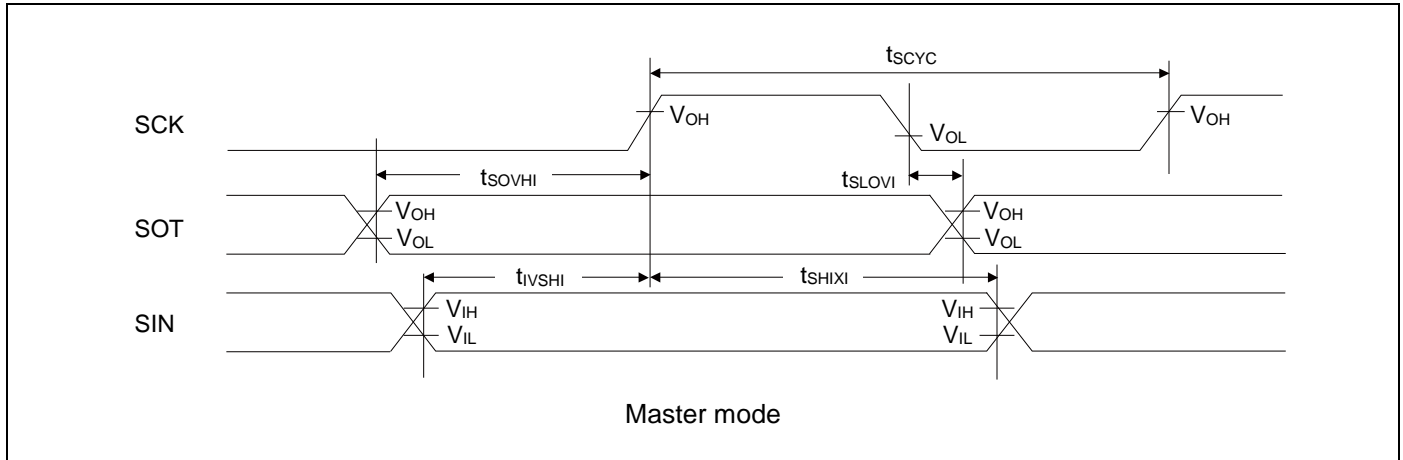 tSCYC
SCK
VOH
VOL
VOH
tSOVHI
tSLOVI
SOT
VOH
VOL
VOH
VOL
tIVSHI
tSHIXI
SIN
VIH
VIL
VIH
VIL
Master mode